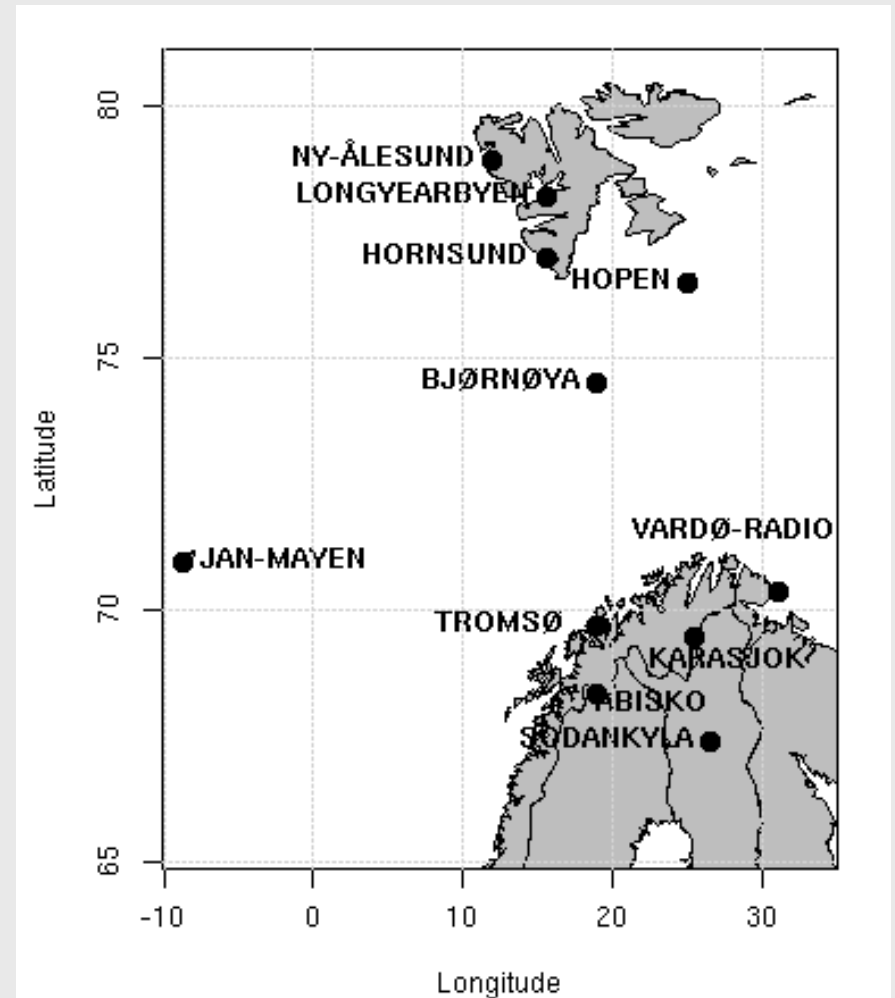 80
NY-ÅLESUND
LONGYEARBYEN
HORNSUND
HOPEN
75
BJØRNØYA
Latitude
VARDØ-RADIO
JAN-MAYEN
70
TROMSØ
KARASJOK
ABISKO
SODANKYLA
65
-10 0 10 20 30
Longitude